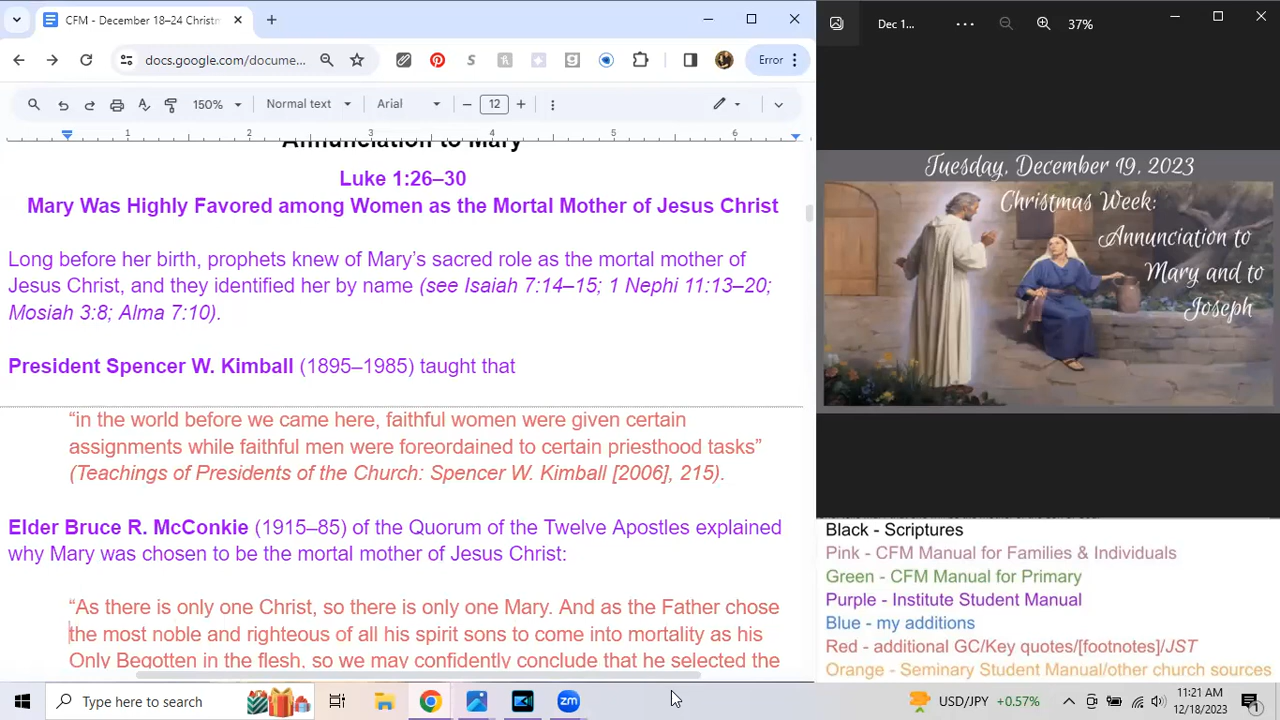 CFM - December 18–24 Christm
docs.google.com/docume...
Error
150%
Normal text
Arial
12
1
2
3
4
5
6
Annunciation to Mary
Luke 1:26–30
Mary Was Highly Favored among Women as the Mortal Mother of Jesus Christ
Long before her birth, prophets knew of Mary’s sacred role as the mortal mother of
Jesus Christ, and they identified her by name (see Isaiah 7:14–15; 1 Nephi 11:13–20;
Mosiah 3:8; Alma 7:10).
President Spencer W. Kimball (1895–1985) taught that
“in the world before we came here, faithful women were given certain
assignments while faithful men were foreordained to certain priesthood tasks”
(Teachings of Presidents of the Church: Spencer W. Kimball [2006], 215).
Elder Bruce R. McConkie (1915–85) of the Quorum of the Twelve Apostles explained
why Mary was chosen to be the mortal mother of Jesus Christ:
“As there is only one Christ, so there is only one Mary. And as the Father chose
the most noble and righteous of all his spirit sons to come into mortality as his
Only Begotten in the flesh, so we may confidently conclude that he selected the
Dec 1...
37%
Tuesday, December 19, 2023
Christmas Week:
Annunciation to
Mary and to
Joseph
Black - Scriptures
Pink - CFM Manual for Families & Individuals
Green - CFM Manual for Primary
Purple - Institute Student Manual
Blue - my additions
Red - additional GC/Key quotes/[footnotes]/JST
Orange - Seminary Student Manual/other church sources
Type here to search
zm
USD/JPY +0.57%
11:21 AM
12/18/2023
1